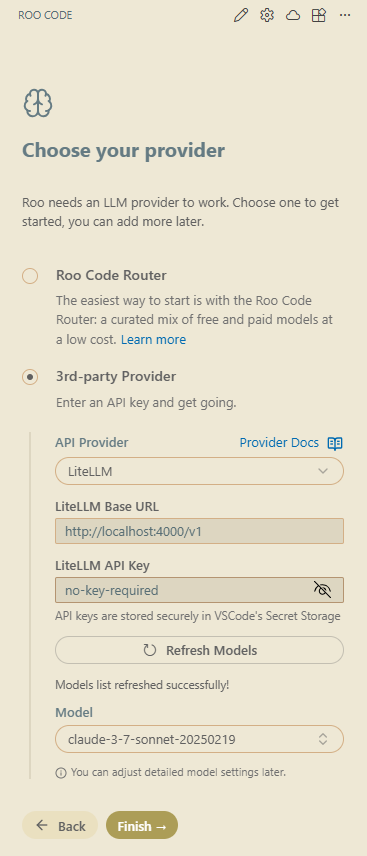 ROO CODE
Choose your provider
Roo needs an LLM provider to work. Choose one to get
started, you can add more later.
Roo Code Router
The easiest way to start is with the Roo Code
Router: a curated mix of free and paid models at
a low cost. Learn more
3rd-party Provider
Enter an API key and get going.
API Provider Provider Docs
LiteLLM
LiteLLM Base URL
http://localhost:4000/v1
LiteLLM API Key
no-key-required
API keys are stored securely in VSCode's Secret Storage
Refresh Models
Models list refreshed successfully!
Model
claude-3-7-sonnet-20250219
You can adjust detailed model settings later.
← Back Finish →